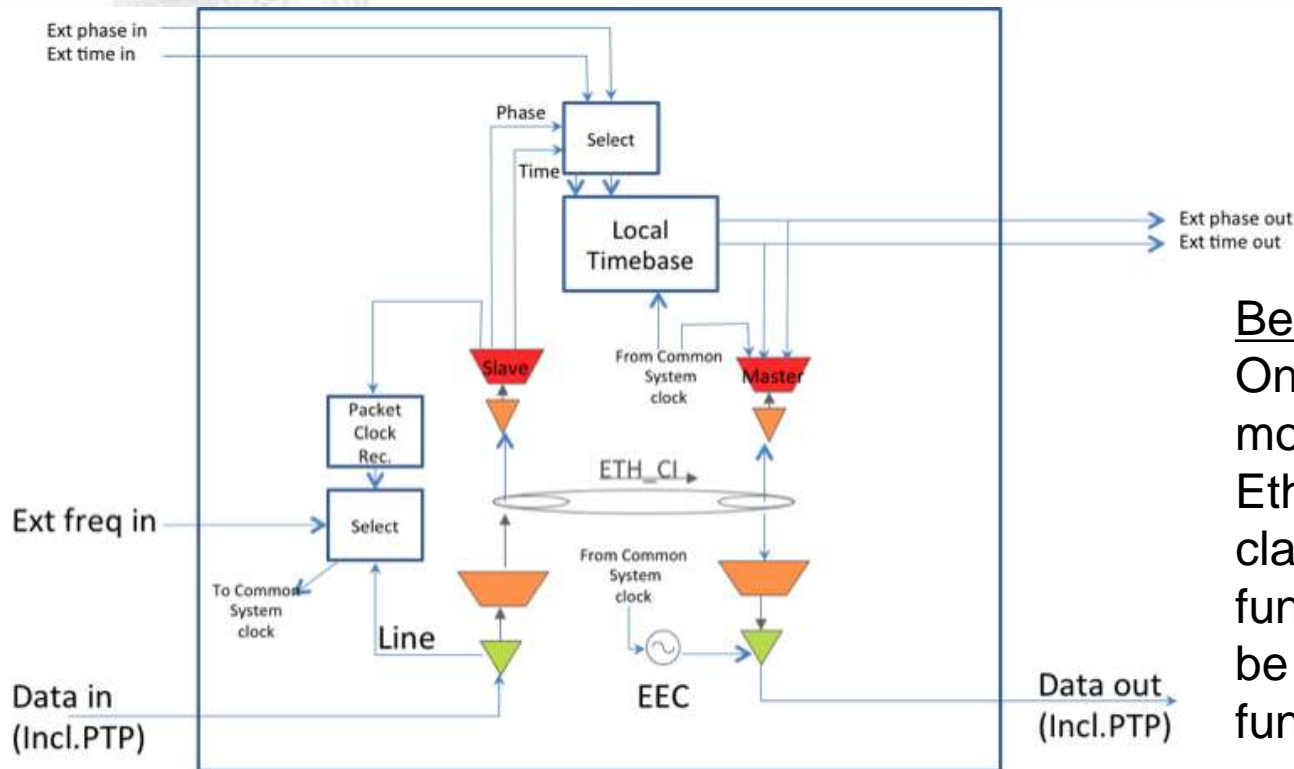 Ext phase in
Ext time in
Phase
Select
Time
Local
Timebase
Ext phase out
Ext time out
Slave
From Common
System
clock
Master
Packet
Clock
Rec.
ETH_CI
Ext freq in
Select
From Common
System
clock
To Common
System
clock
Line
EEC
Data in
(Incl.PTP)
Data out
(Incl.PTP)
Be
mo
Eth
cla
fun
be
fun